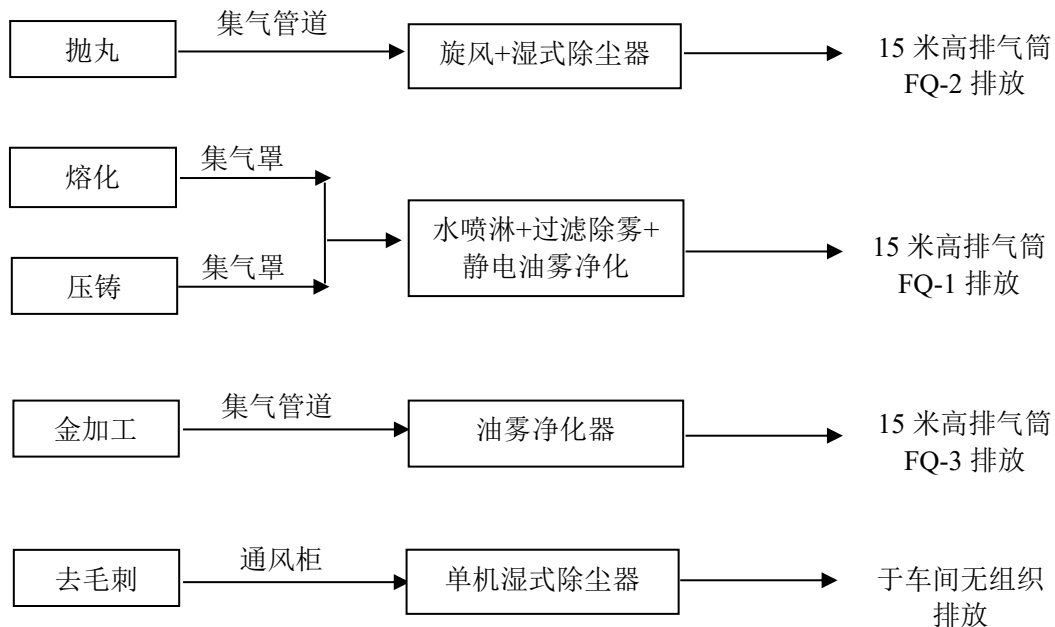 集气管道
抛丸
旋风+湿式除尘器
15 米高排气筒
FQ-2 排放
集气罩
熔化
集气罩
压铸
水喷淋+过滤除雾+
静电油雾净化
15 米高排气筒
FQ-1 排放
集气管道
金加工
油雾净化器
15 米高排气筒
FQ-3 排放
通风柜
去毛刺
单机湿式除尘器
于车间无组织
排放